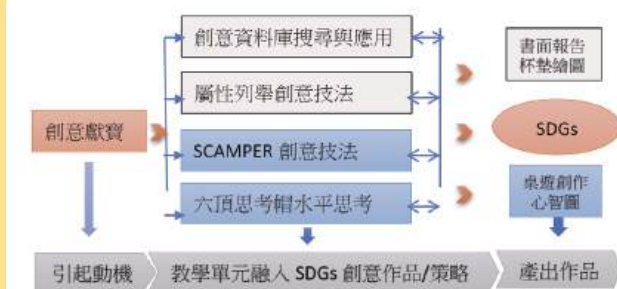 創意獻寶
創意資料庫搜尋與應用
屬性列舉創意技法
SCAMPER 創意技法
六頂思考帽水平思考
書面報告
杯墊繪圖
SDGs
桌遊創作
心智圖
引起動機
教學單元融入 SDGs 創意作品/策略
產出作品